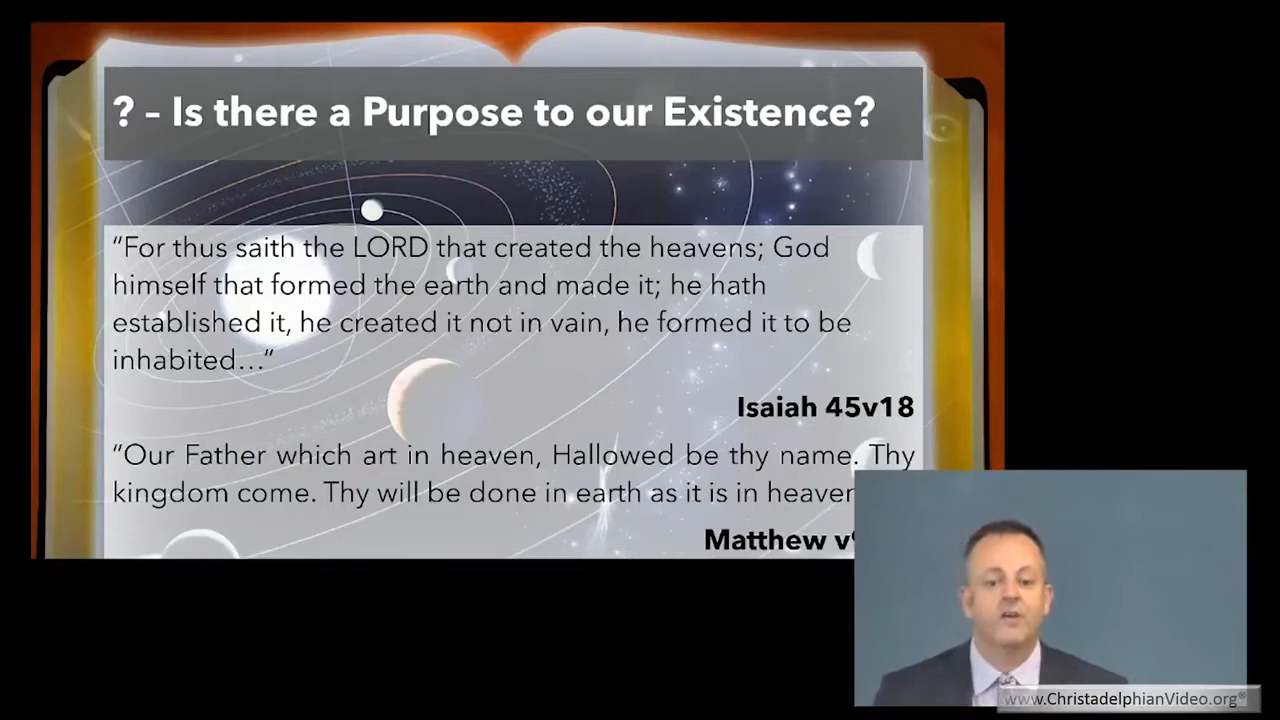 ? – Is there a Purpose to our Existence?
“For thus saith the LORD that created the heavens; God
himself that formed the earth and made it; he hath
established it, he created it not in vain, he formed it to be
inhabited…”
Isaiah 45v18
“Our Father which art in heaven, Hallowed be thy name. Thy
kingdom come. Thy will be done in earth as it is in
Matthew
www.ChristadelphianVideo.org®